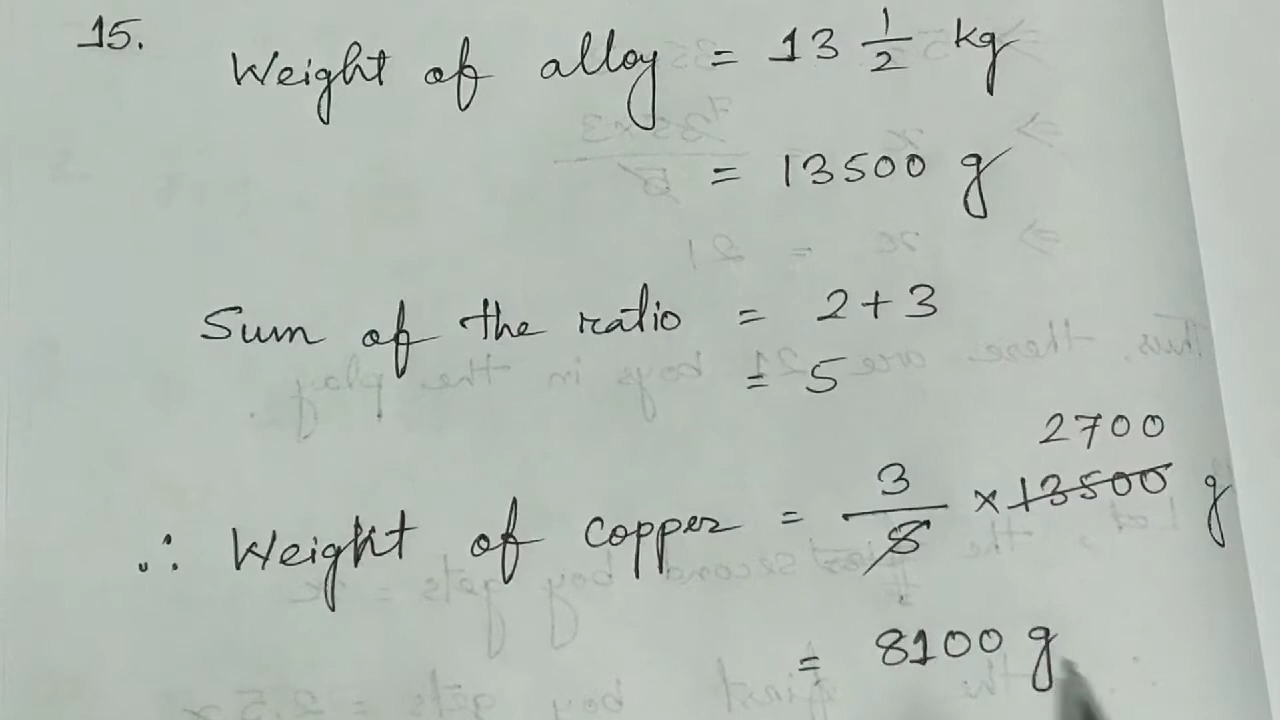 15.
Weight of alloy = 13 1/2 kg
= 13500 g
Sum of the ratio = 2 + 3
= 5
2700
∴ Weight of copper = 3/5 × 13500 g
= 8100 g